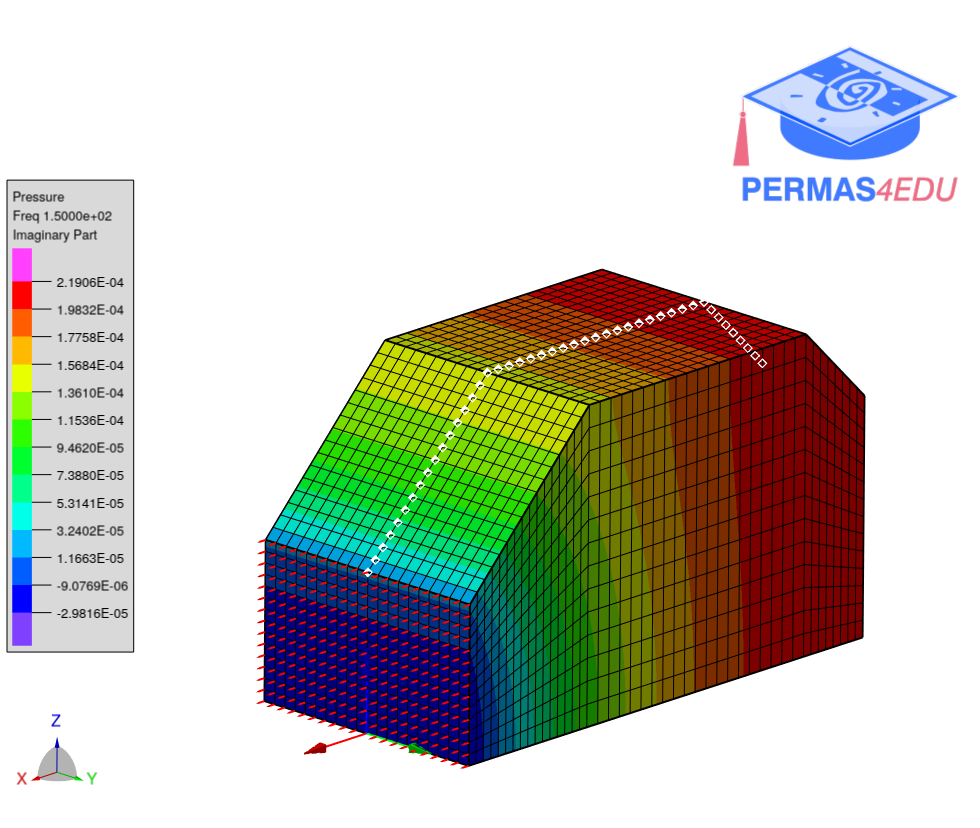 PERMAS4EDU
Pressure
Freq 1.5000e+02
Imaginary Part
2.1906E-04
1.9832E-04
1.7758E-04
1.5684E-04
1.3610E-04
1.1536E-04
9.4620E-05
7.3880E-05
5.3141E-05
3.2402E-05
1.1663E-05
-9.0769E-06
-2.9816E-05
Z
X
Y